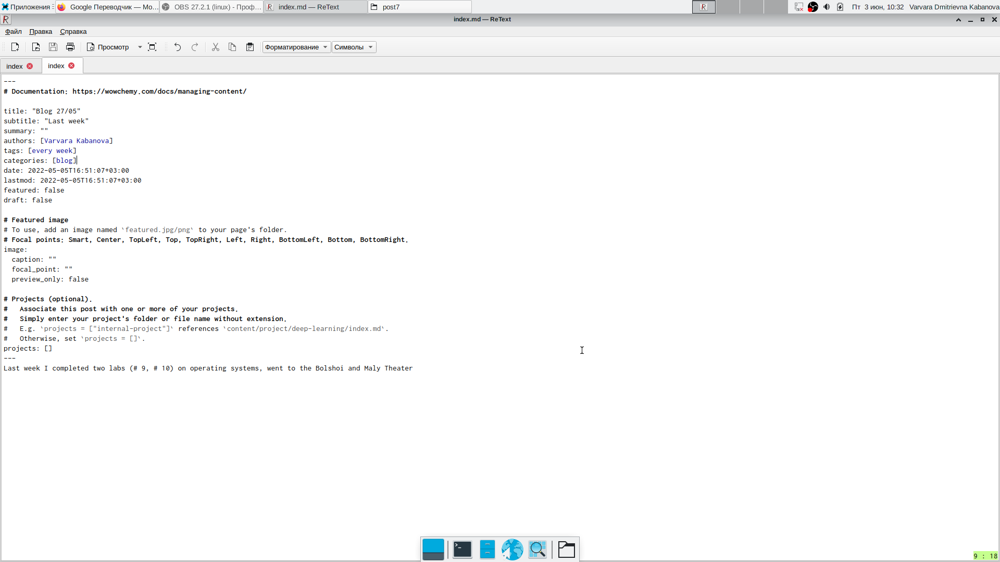 Приложения
Google Переводчик — Mo...
OBS 27.2.1 (linux) - Проф...
index.md — ReText
post7
Пт 3 июн, 10:32
Varvara Dmitrievna Kabanova
index.md — ReText
Файл Правка Справка
Просмотр
Форматирование
Символы
index
index
---
# Documentation: https://wowchemy.com/docs/managing-content/
title: "Blog 27/05"
subtitle: "Last week"
summary: ""
authors: [Varvara Kabanova]
tags: [every week]
categories: [blog]
date: 2022-05-05T16:51:07+03:00
lastmod: 2022-05-05T16:51:07+03:00
featured: false
draft: false
# Featured image
# To use, add an image named `featured.jpg/png` to your page's folder.
# Focal points: Smart, Center, TopLeft, Top, TopRight, Left, Right, BottomLeft, Bottom, BottomRight.
image:
  caption: ""
  focal_point: ""
  preview_only: false
# Projects (optional).
#   Associate this post with one or more of your projects.
#   Simply enter your project's folder or file name without extension.
#   E.g. `projects = ["internal-project"]` references `content/project/deep-learning/index.md`.
#   Otherwise, set `projects = []`.
projects: []
---
Last week I completed two labs (# 9, # 10) on operating systems, went to the Bolshoi and Maly Theater
9 : 18